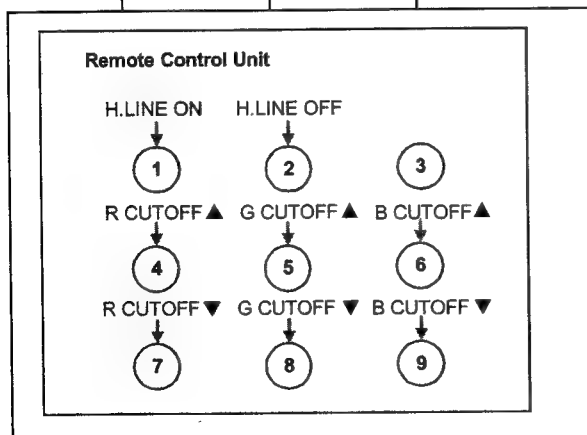 Remote Control Unit
H.LINE ON H.LINE OFF
1 2 3
R CUTOFF ▲ G CUTOFF ▲ B CUTOFF ▲
4 5 6
R CUTOFF ▼ G CUTOFF ▼ B CUTOFF ▼
7 8 9